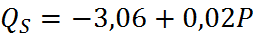 Q_S = −3,06 + 0,02P